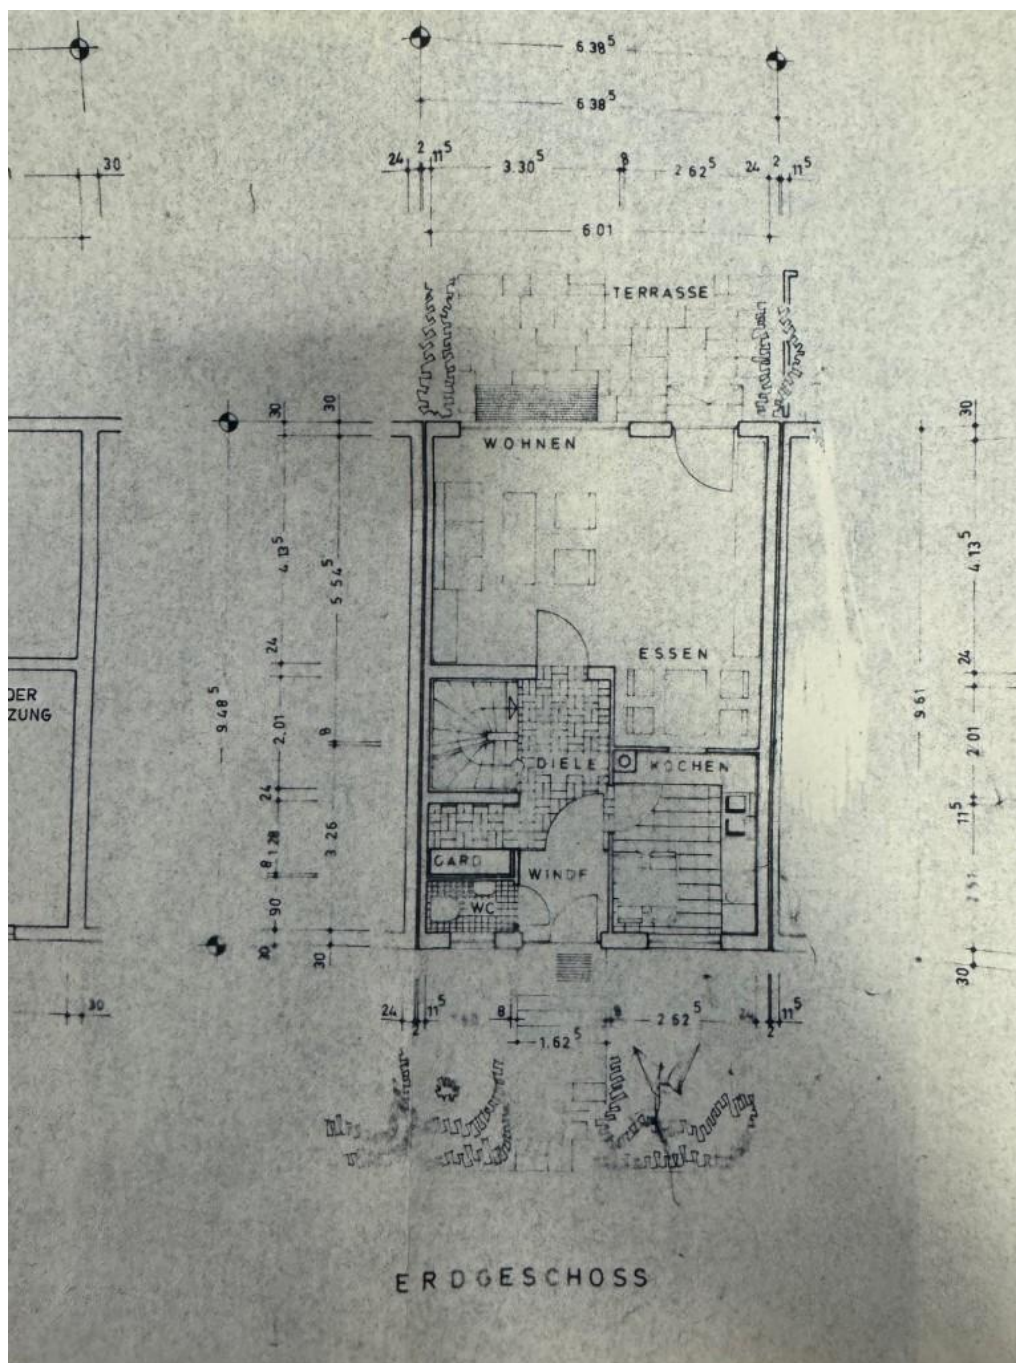 6.38⁵
6.38⁵
30
24 2 11⁵ 3.30⁵ 8 2.62⁵ 24 2 11⁵
6.01
TERRASSE
30
30
30
WOHNEN
4.13⁵
5.54⁵
4.13⁵
24
ESSEN
24
DER
ZUNG
9.48⁵
2.01
8
9.61
2.01
DIELE
KOCHEN
24
11⁵
1.28
3.26
GARD
WINDF
8
90
WC
30
30
30
30
24 2 11⁵ 8 8 2.62⁵ 24 2 11⁵
1.62⁵
ERDGESCHOSS